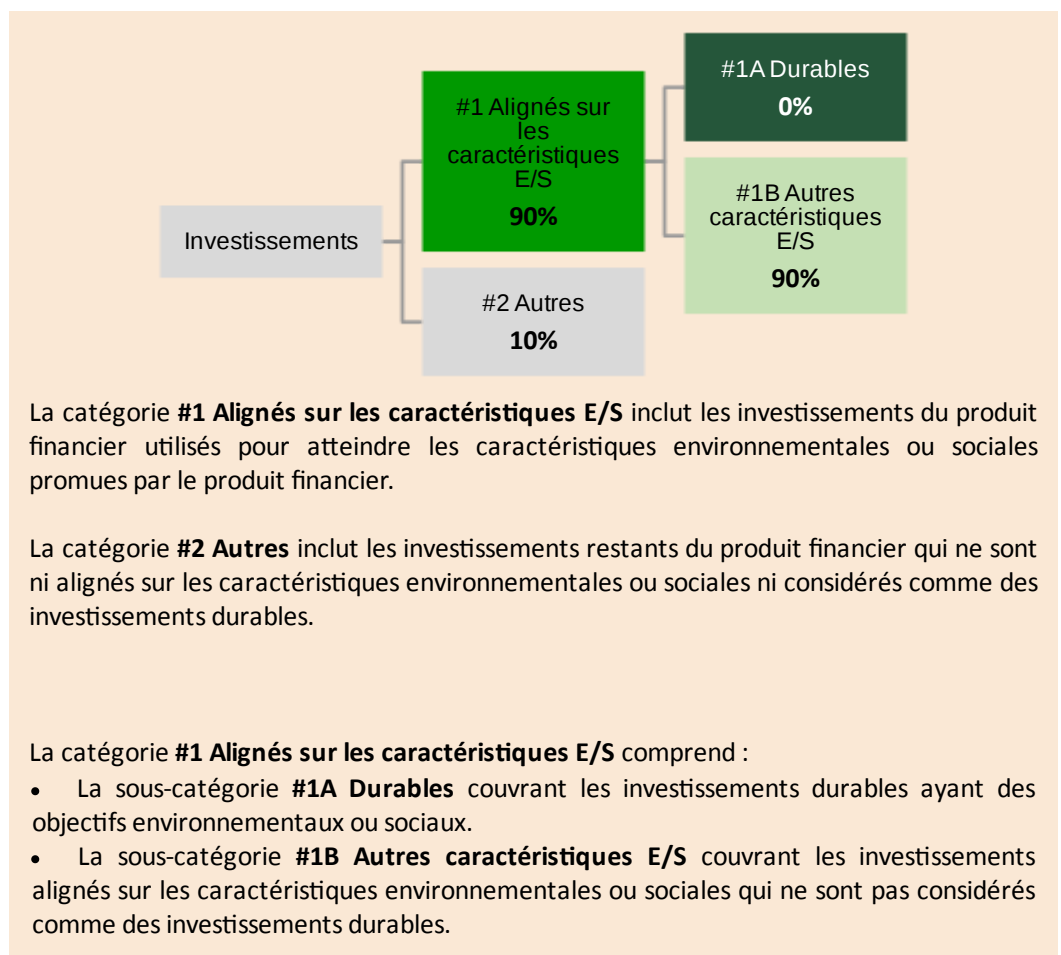 #1A Durables
0%
#1 Alignés sur
les
caractéristiques
E/S
90%
#1B Autres
caractéristiques
E/S
90%
Investissements
#2 Autres
10%
La catégorie #1 Alignés sur les caractéristiques E/S inclut les investissements du produit
financier utilisés pour atteindre les caractéristiques environnementales ou sociales
promues par le produit financier.
La catégorie #2 Autres inclut les investissements restants du produit financier qui ne sont
ni alignés sur les caractéristiques environnementales ou sociales ni considérés comme des
investissements durables.
La catégorie #1 Alignés sur les caractéristiques E/S comprend :
• La sous-catégorie #1A Durables couvrant les investissements durables ayant des
objectifs environnementaux ou sociaux.
• La sous-catégorie #1B Autres caractéristiques E/S couvrant les investissements
alignés sur les caractéristiques environnementales ou sociales qui ne sont pas considérés
comme des investissements durables.